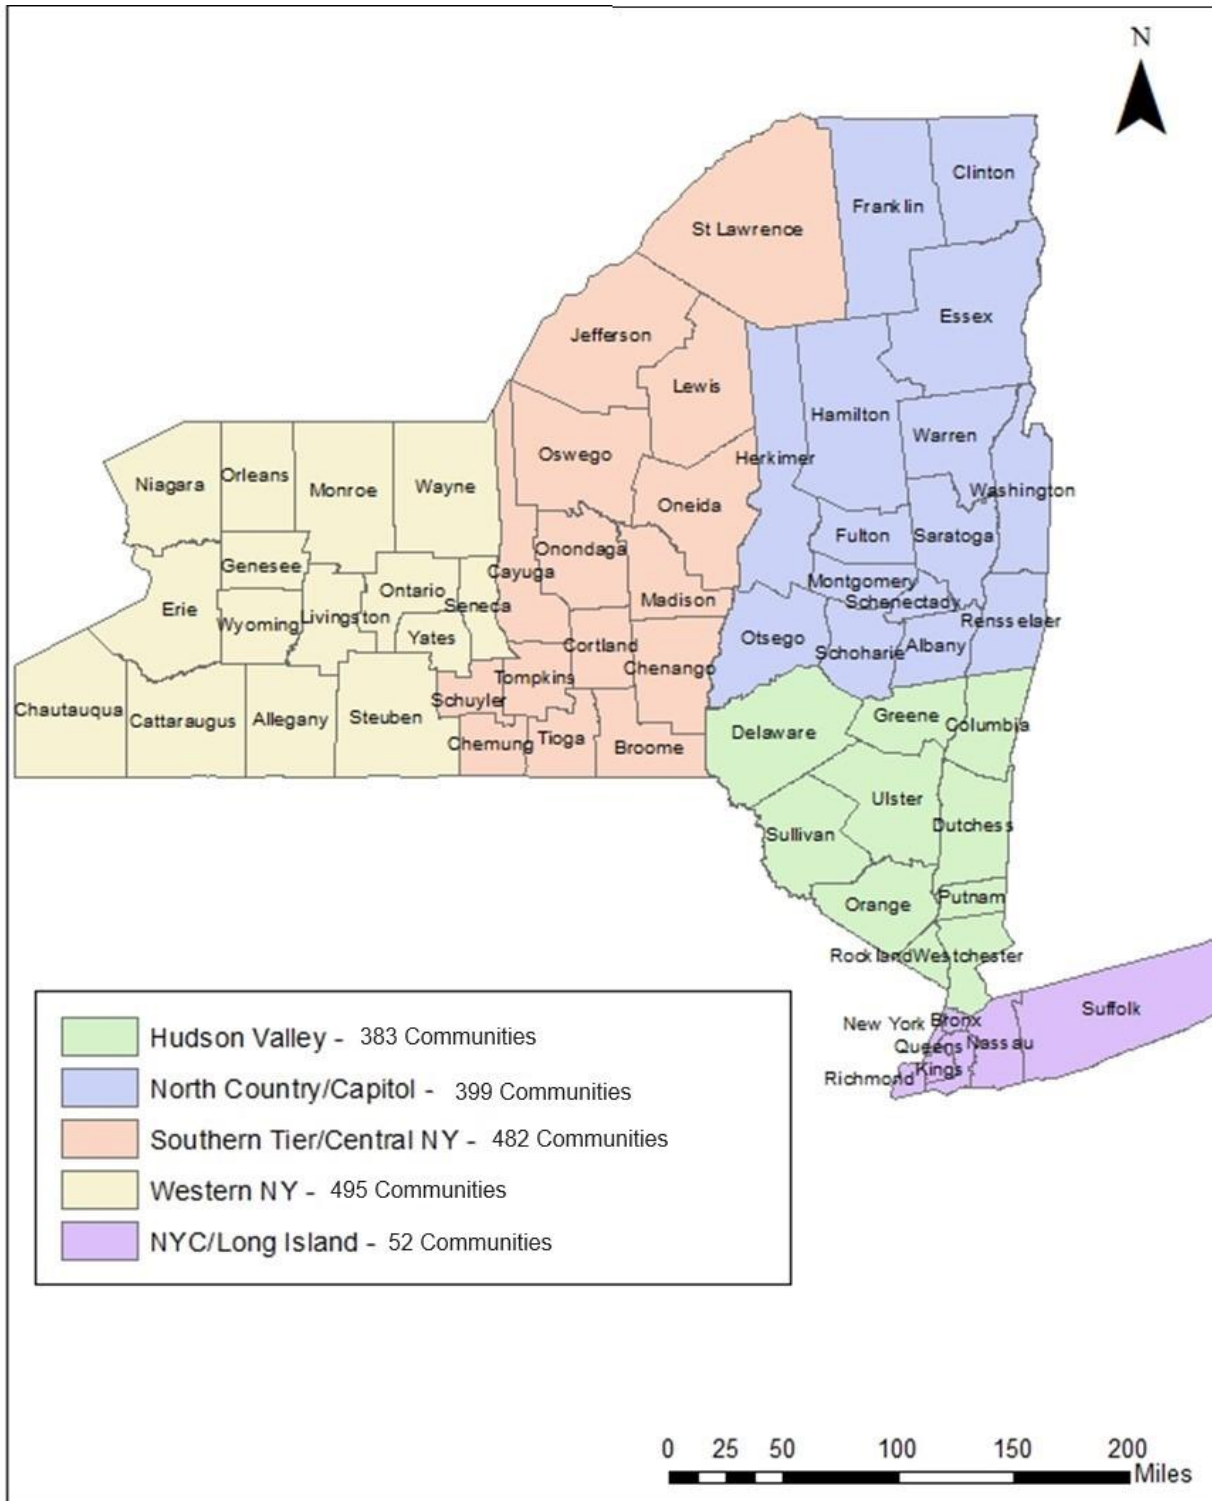 N
Clinton
Franklin
St Lawrence
Essex
Jefferson
Lewis
Hamilton
Warren
Oswego
Herkimer
Niagara
Orleans
Monroe
Wayne
Washington
Oneida
Fulton
Saratoga
Onondaga
Genesee
Cayuga
Montgomery
Ontario
Madison
Schenectady
Seneca
Erie
Livingston
Rensselaer
Wyoming
Yates
Otsego
Cortland
Albany
Schoharie
Chenango
Tompkins
Schuyler
Chautauqua
Cattaraugus
Allegany
Steuben
Greene
Columbia
Delaware
Chemung
Tioga
Broome
Ulster
Dutchess
Sullivan
Putnam
Orange
Rockland
Westchester
Suffolk
New York
Bronx
Nassau
Queens
Kings
Richmond
Hudson Valley - 383 Communities
North Country/Capitol - 399 Communities
Southern Tier/Central NY - 482 Communities
Western NY - 495 Communities
NYC/Long Island - 52 Communities
0 25 50 100 150 200
Miles